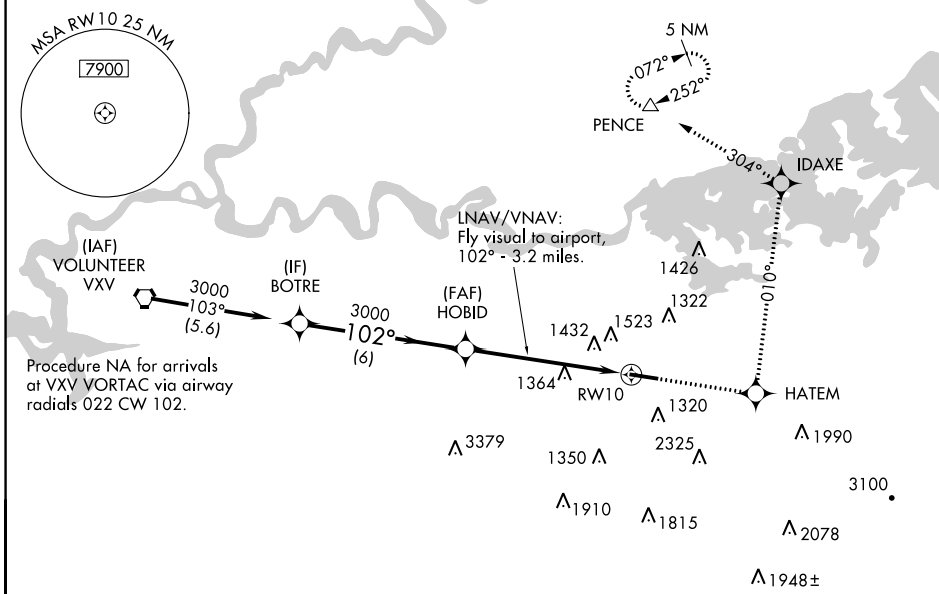 MSA RW10 25 NM
7900
5 NM
072°
252°
PENCE
304°
IDAXE
LNAV/VNAV:
Fly visual to airport,
102° - 3.2 miles.
(IAF)
VOLUNTEER
VXV
(IF)
BOTRE
(FAF)
HOBID
1426
010°
3000
103°
(5.6)
3000
102°
(6)
1432
1523
1322
Procedure NA for arrivals
at VXV VORTAC via airway
radials 022 CW 102.
1364
RW10
1320
HATEM
3379
1350
2325
1990
1910
1815
3100
2078
1948±